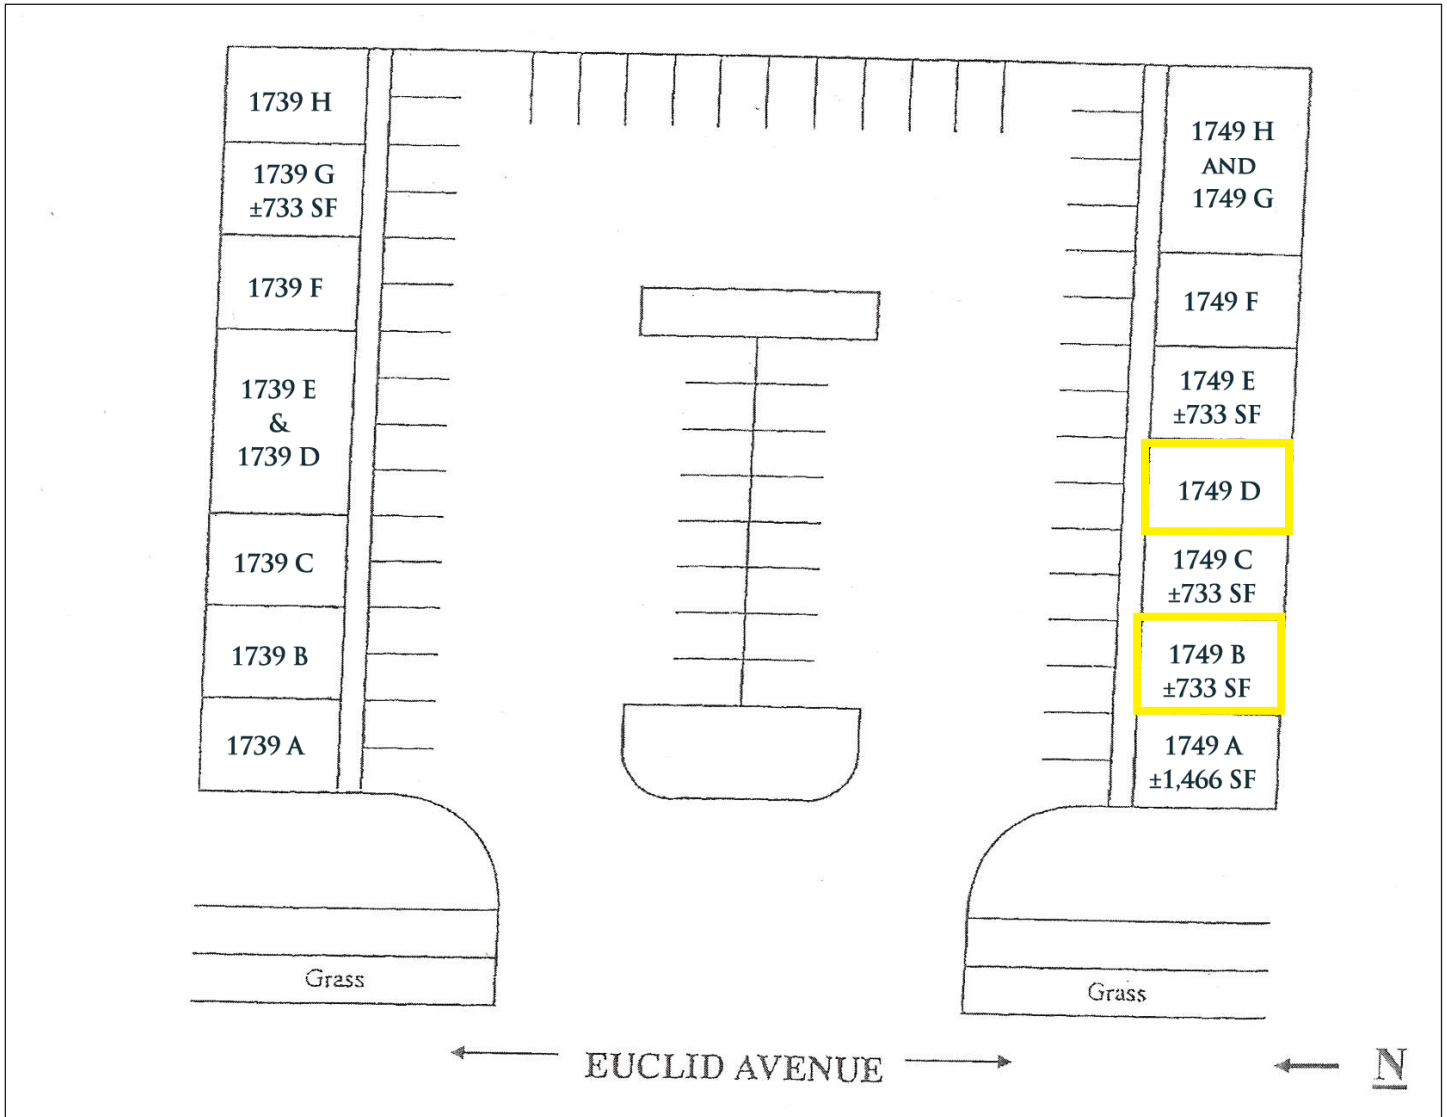 1739 H
1739 G
±733 SF
1739 F
1739 E
&
1739 D
1739 C
1739 B
1739 A
1749 H
AND
1749 G
1749 F
1749 E
±733 SF
1749 D
1749 C
±733 SF
1749 B
±733 SF
1749 A
±1,466 SF
Grass
Grass
EUCLID AVENUE
N